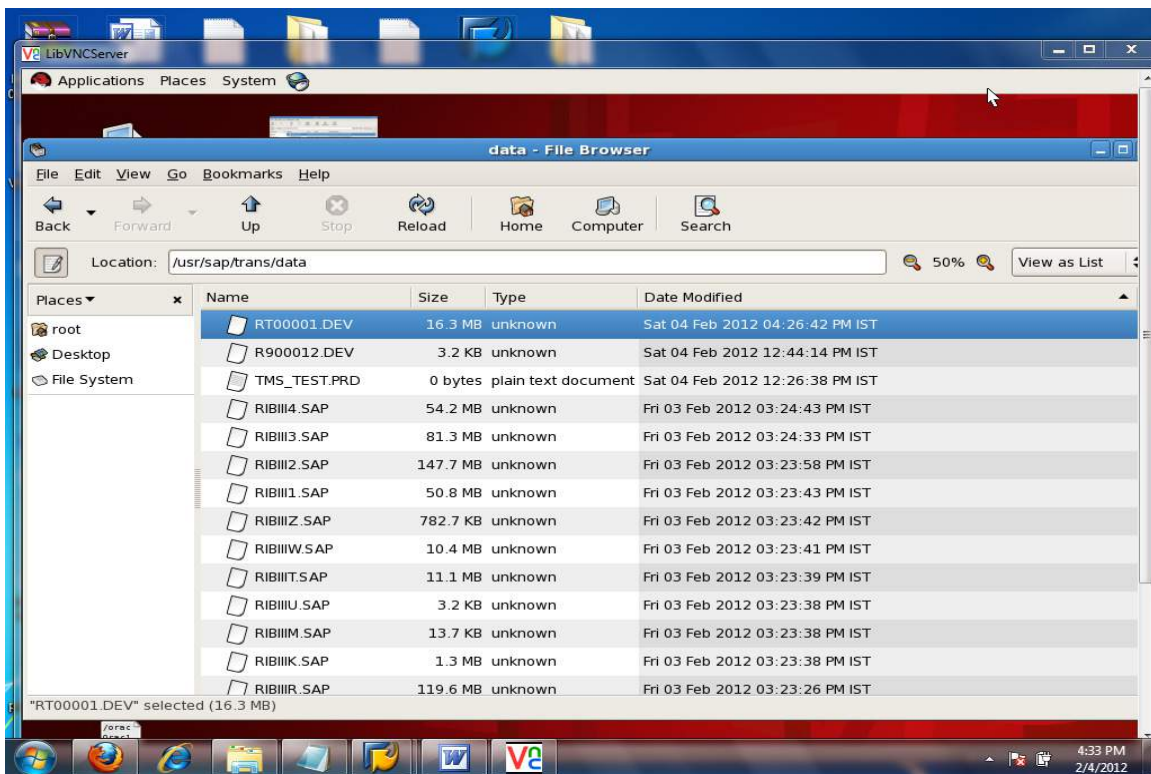 LibVNCServer
Applications Places System
data - File Browser
File Edit View Go Bookmarks Help
Back Forward Up Stop Reload Home Computer Search
Location: /usr/sap/trans/data 50% View as List
Places Name Size Type Date Modified
root RT00001.DEV 16.3 MB unknown Sat 04 Feb 2012 04:26:42 PM IST
Desktop R900012.DEV 3.2 KB unknown Sat 04 Feb 2012 12:44:14 PM IST
File System TMS_TEST.PRD 0 bytes plain text document Sat 04 Feb 2012 12:26:38 PM IST
RIBIII4.SAP 54.2 MB unknown Fri 03 Feb 2012 03:24:43 PM IST
RIBIII3.SAP 81.3 MB unknown Fri 03 Feb 2012 03:24:33 PM IST
RIBIII2.SAP 147.7 MB unknown Fri 03 Feb 2012 03:23:58 PM IST
RIBIII1.SAP 50.8 MB unknown Fri 03 Feb 2012 03:23:43 PM IST
RIBIIIZ.SAP 782.7 KB unknown Fri 03 Feb 2012 03:23:42 PM IST
RIBIIIW.SAP 10.4 MB unknown Fri 03 Feb 2012 03:23:41 PM IST
RIBIIIT.SAP 11.1 MB unknown Fri 03 Feb 2012 03:23:39 PM IST
RIBIIIU.SAP 3.2 KB unknown Fri 03 Feb 2012 03:23:38 PM IST
RIBIIIM.SAP 13.7 KB unknown Fri 03 Feb 2012 03:23:38 PM IST
RIBIIIK.SAP 1.3 MB unknown Fri 03 Feb 2012 03:23:38 PM IST
RIBIIIR.SAP 119.6 MB unknown Fri 03 Feb 2012 03:23:26 PM IST
"RT00001.DEV" selected (16.3 MB)
/orac
4:33 PM
2/4/2012